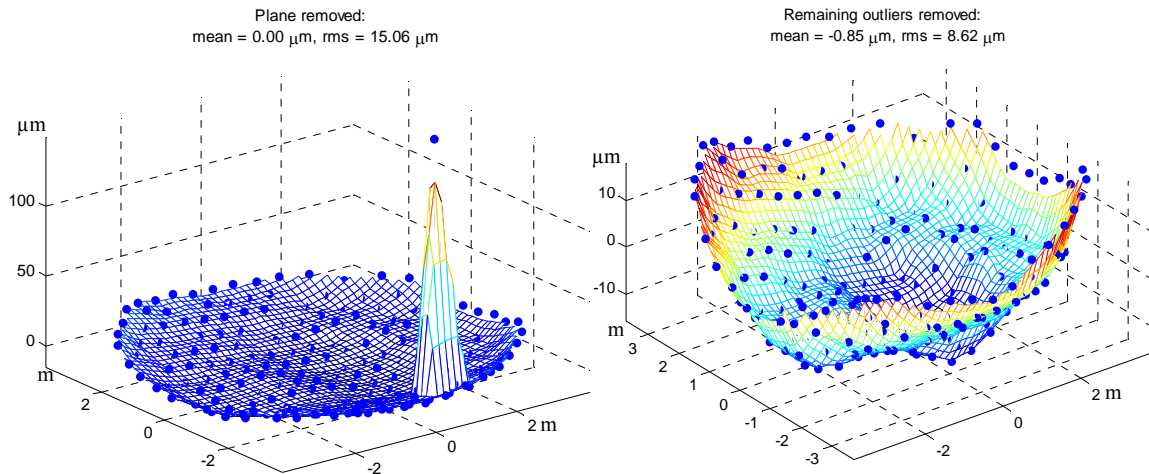 Plane removed:
mean = 0.00 μm, rms = 15.06 μm
μm
100
50
0
m
2
0
-2
-2
0
2
m
Remaining outliers removed:
mean = -0.85 μm, rms = 8.62 μm
μm
10
0
-10
m
3
2
1
0
-1
-2
-3
-2
0
2
m